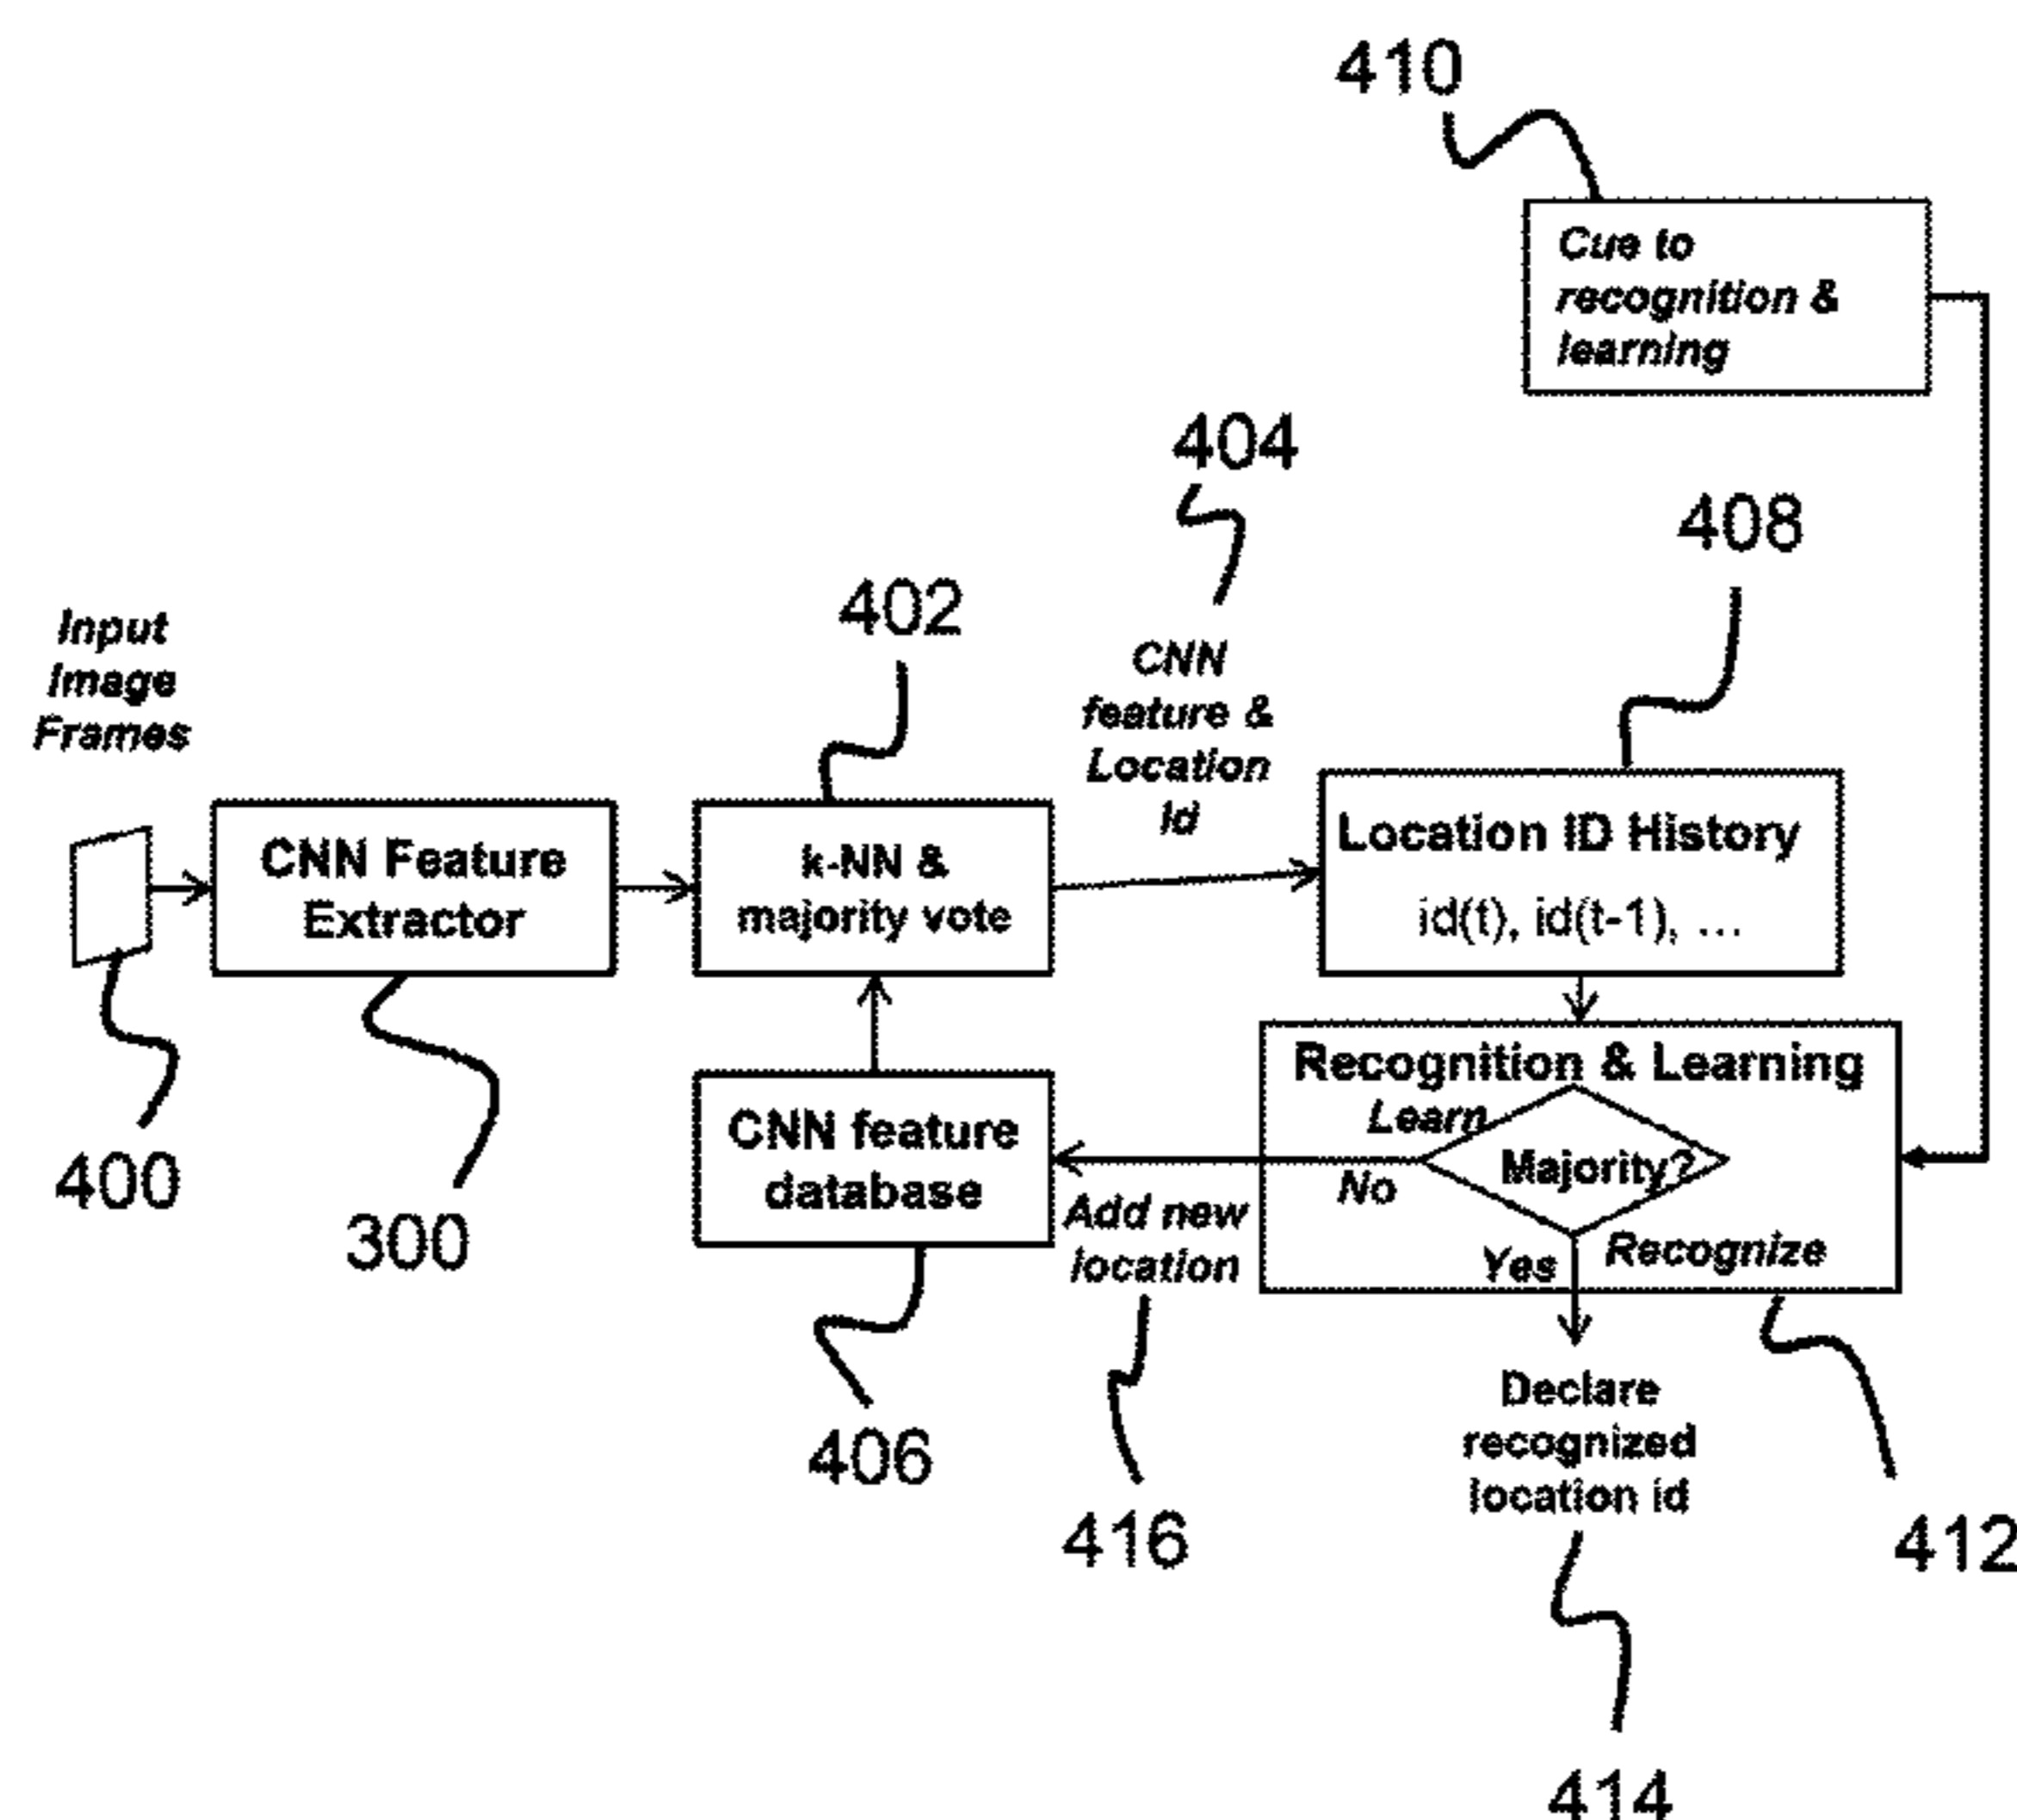 410
Cue to
recognition &
learning
404
408
402
Input
Image
Frames
CNN
feature &
Location
Id
CNN Feature
Extractor
k-NN &
majority vote
Location ID History
id(t), id(t-1), ...
400
300
CNN feature
database
406
Recognition & Learning
Learn
Majority?
No
Yes
Recognize
Add new
location
416
Declare
recognized
location id
412
414